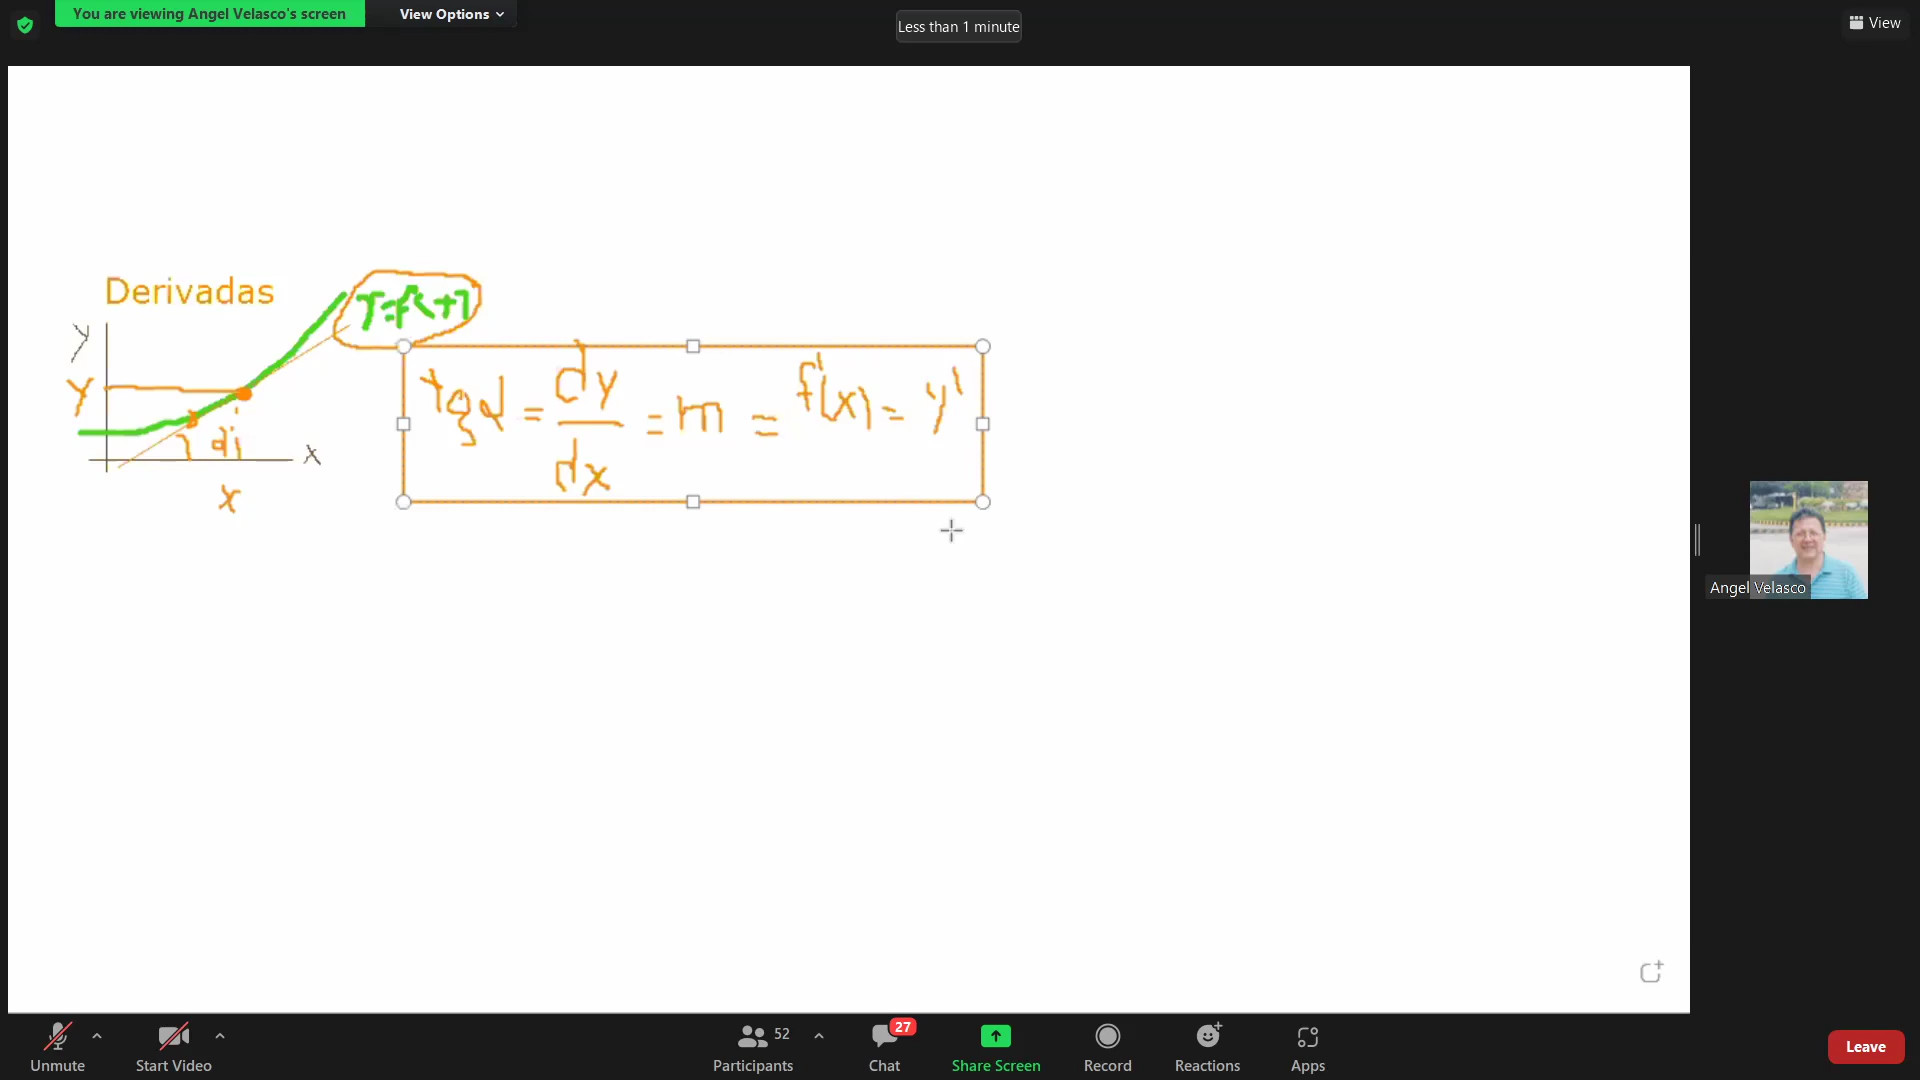 You are viewing Angel Velasco's screen
View Options
Less than 1 minute
View
Derivadas
y
y
x
x
= dy/dx = m = f'(x) = y'
Angel Velasco
Unmute
Start Video
52
Participants
27
Chat
Share Screen
Record
Reactions
Apps
Leave